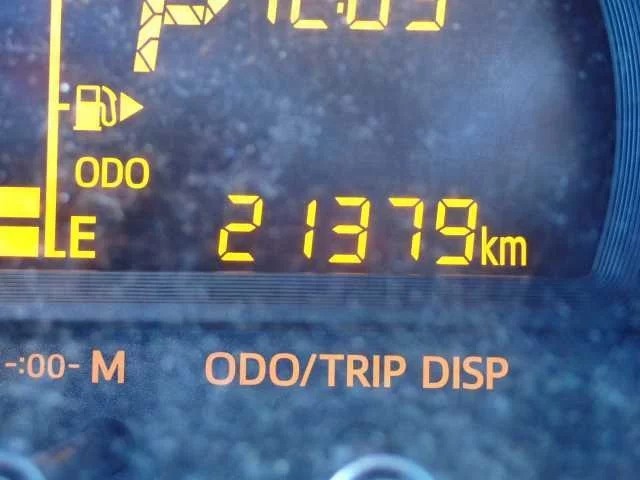 P
ODO
E 21379km
-:00- M ODO/TRIP DISP